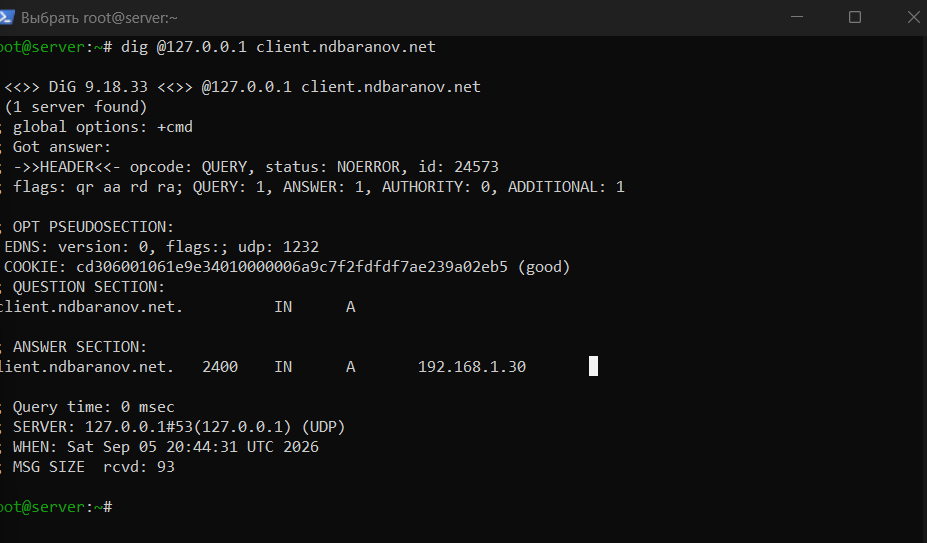 Выбрать root@server:~
oot@server:~# dig @127.0.0.1 client.ndbaranov.net
<<>> DiG 9.18.33 <<>> @127.0.0.1 client.ndbaranov.net
(1 server found)
; global options: +cmd
; Got answer:
; ->>HEADER<<- opcode: QUERY, status: NOERROR, id: 24573
; flags: qr aa rd ra; QUERY: 1, ANSWER: 1, AUTHORITY: 0, ADDITIONAL: 1
; OPT PSEUDOSECTION:
EDNS: version: 0, flags:; udp: 1232
COOKIE: cd306001061e9e34010000006a9c7f2fdfdf7ae239a02eb5 (good)
; QUESTION SECTION:
client.ndbaranov.net. IN A
; ANSWER SECTION:
lient.ndbaranov.net. 2400 IN A 192.168.1.30
; Query time: 0 msec
; SERVER: 127.0.0.1#53(127.0.0.1) (UDP)
; WHEN: Sat Sep 05 20:44:31 UTC 2026
; MSG SIZE rcvd: 93
oot@server:~#